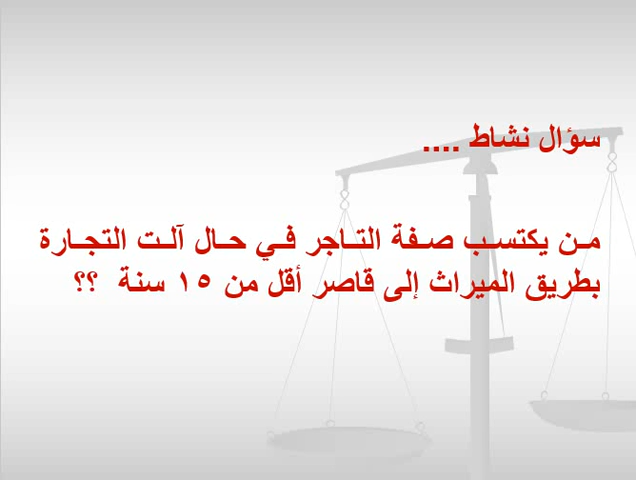 سؤال نشاط ....
من يكتسب صفة التاجر في حال آلت التجارة
بطريق الميراث إلى قاصر أقل من ١٥ سنة ؟؟